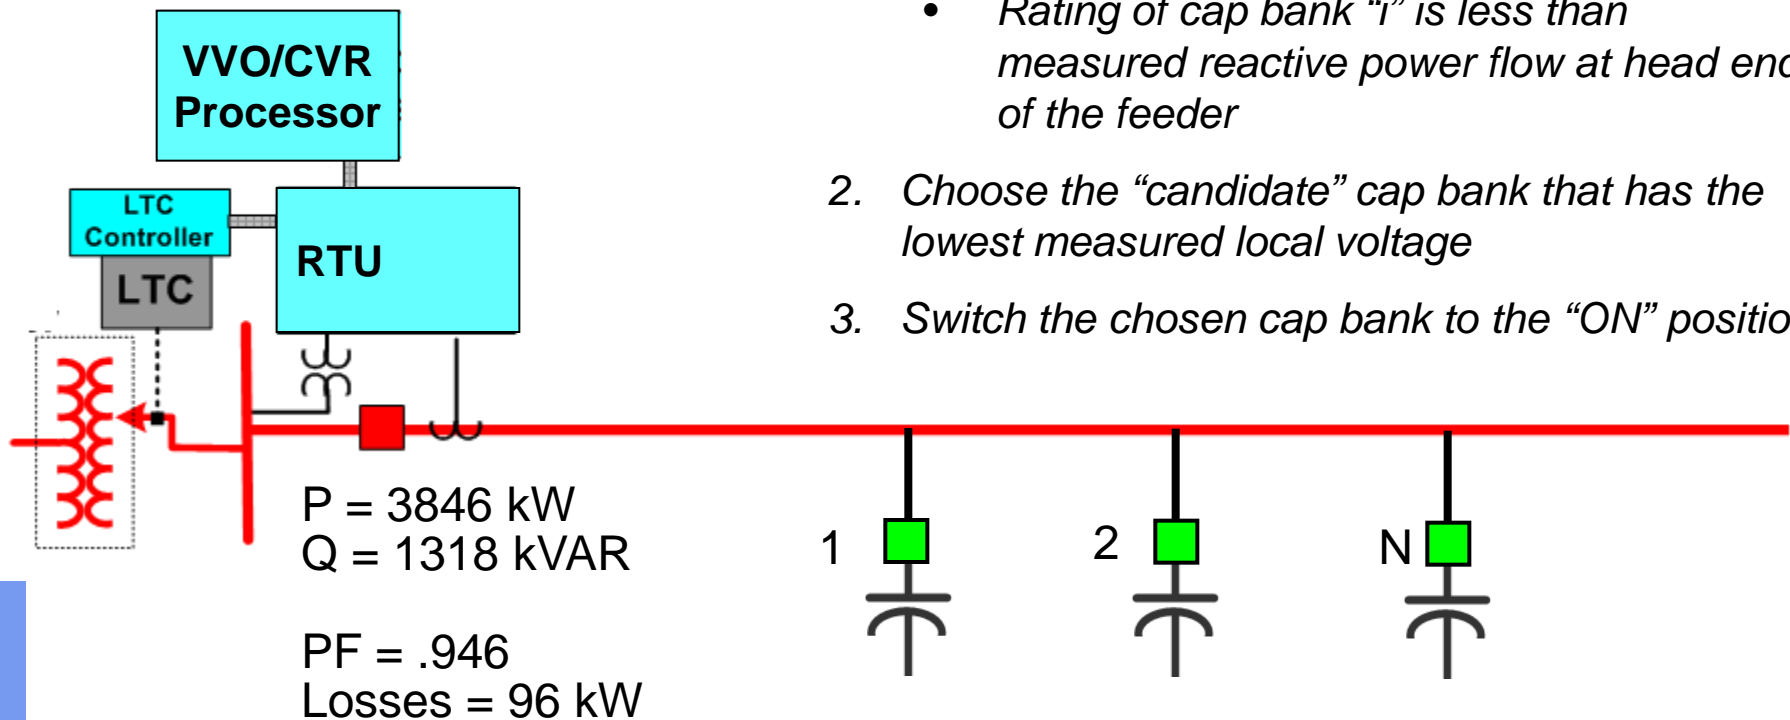 VVO/CVR
Processor
LTC
Controller
LTC
RTU
P = 3846 kW
Q = 1318 kVAR
PF = .946
Losses = 96 kW
• Rating of cap bank “i” is less than
measured reactive power flow at head end
of the feeder
2. Choose the “candidate” cap bank that has the
lowest measured local voltage
3. Switch the chosen cap bank to the “ON” positio
1
2
N